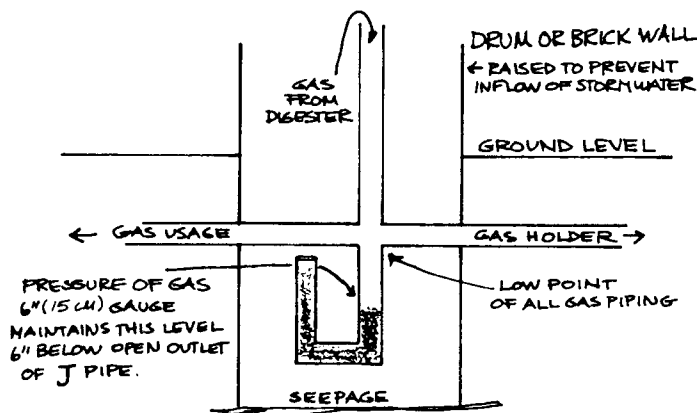 GAS
FROM
DIGESTER
DRUM OR BRICK WALL
RAISED TO PREVENT
INFLOW OF STORMWATER
GROUND LEVEL
GAS USAGE
GAS HOLDER
PRESSURE OF GAS
6" (15 CM) GAUGE
MAINTAINS THIS LEVEL
6" BELOW OPEN OUTLET
OF J PIPE.
LOW POINT
OF ALL GAS PIPING
SEEPAGE